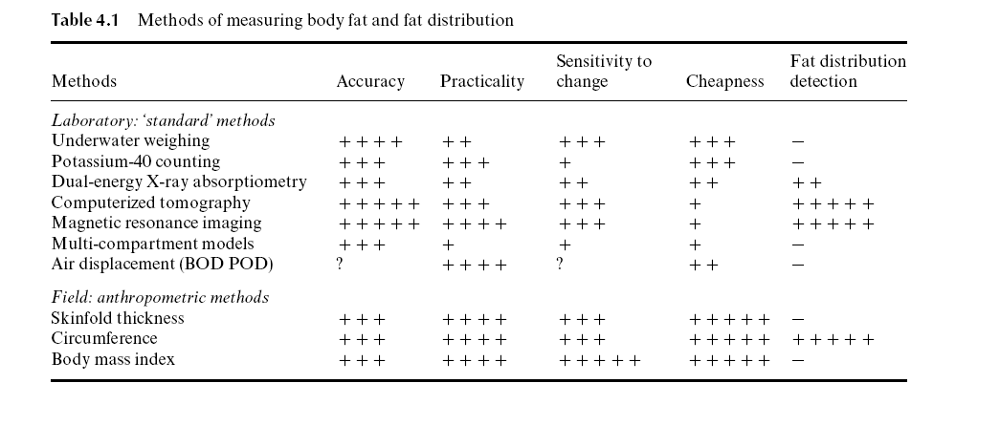 Table 4.1 Methods of measuring body fat and fat distribution
Sensitivity to Fat distribution
Methods Accuracy Practicality change Cheapness detection
Laboratory: ‘standard’ methods
Underwater weighing ++++ ++ +++ +++ –
Potassium-40 counting +++ +++ + +++ –
Dual-energy X-ray absorptiometry +++ ++ ++ ++ ++
Computerized tomography +++++ +++ +++ + +++++
Magnetic resonance imaging +++++ ++++ +++ + +++++
Multi-compartment models +++ + + + –
Air displacement (BOD POD) ? ++++ ? ++ –
Field: anthropometric methods
Skinfold thickness +++ ++++ +++ +++++ –
Circumference +++ ++++ +++ +++++ +++++
Body mass index +++ ++++ +++++ +++++ –